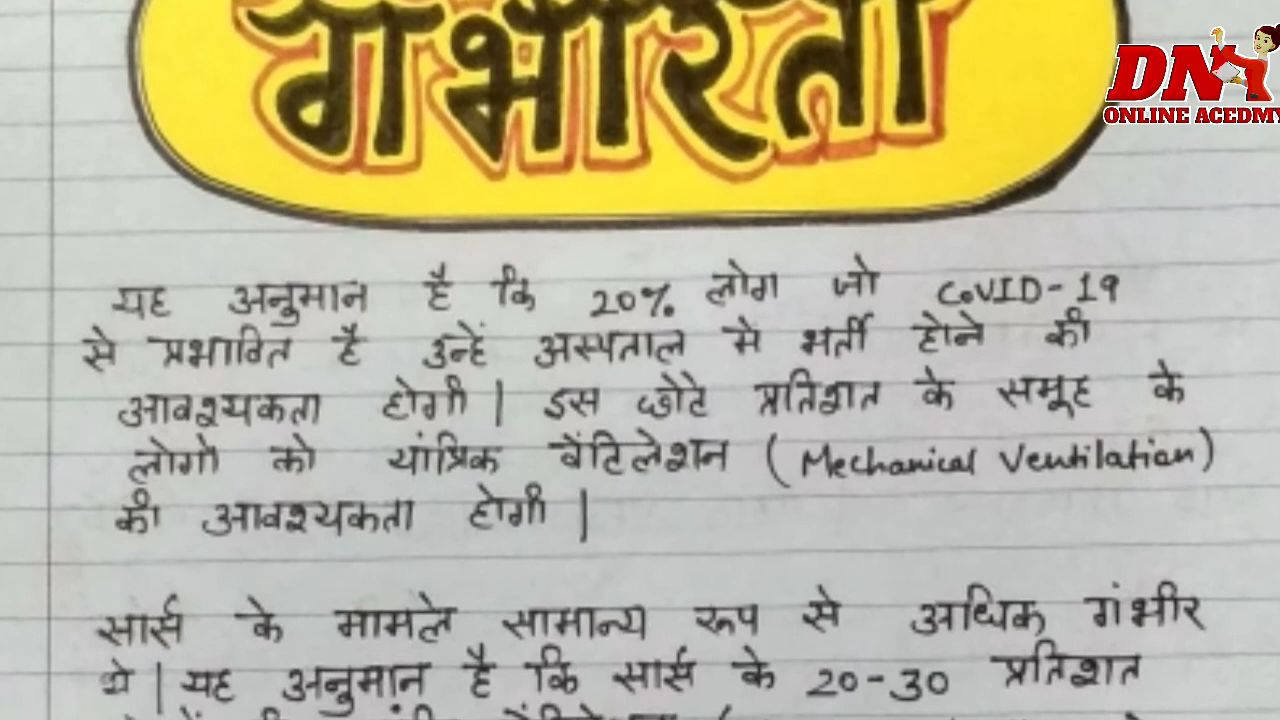 गंभीरता
DN
ONLINE ACEDMY
यह अनुमान है कि 20% लोग जो COVID-19
से प्रभावित है उन्हें अस्पताल मे भर्ती होने की
आवश्यकता होगी | इस छोटे प्रतिशत के समूह के
लोगो को यांत्रिक वेंटिलेशन (Mechanical Ventilation)
की आवश्यकता होगी |
सार्स के मामले सामान्य रूप से अधिक गंभीर
थे | यह अनुमान है कि सार्स के 20-30 प्रतिशत